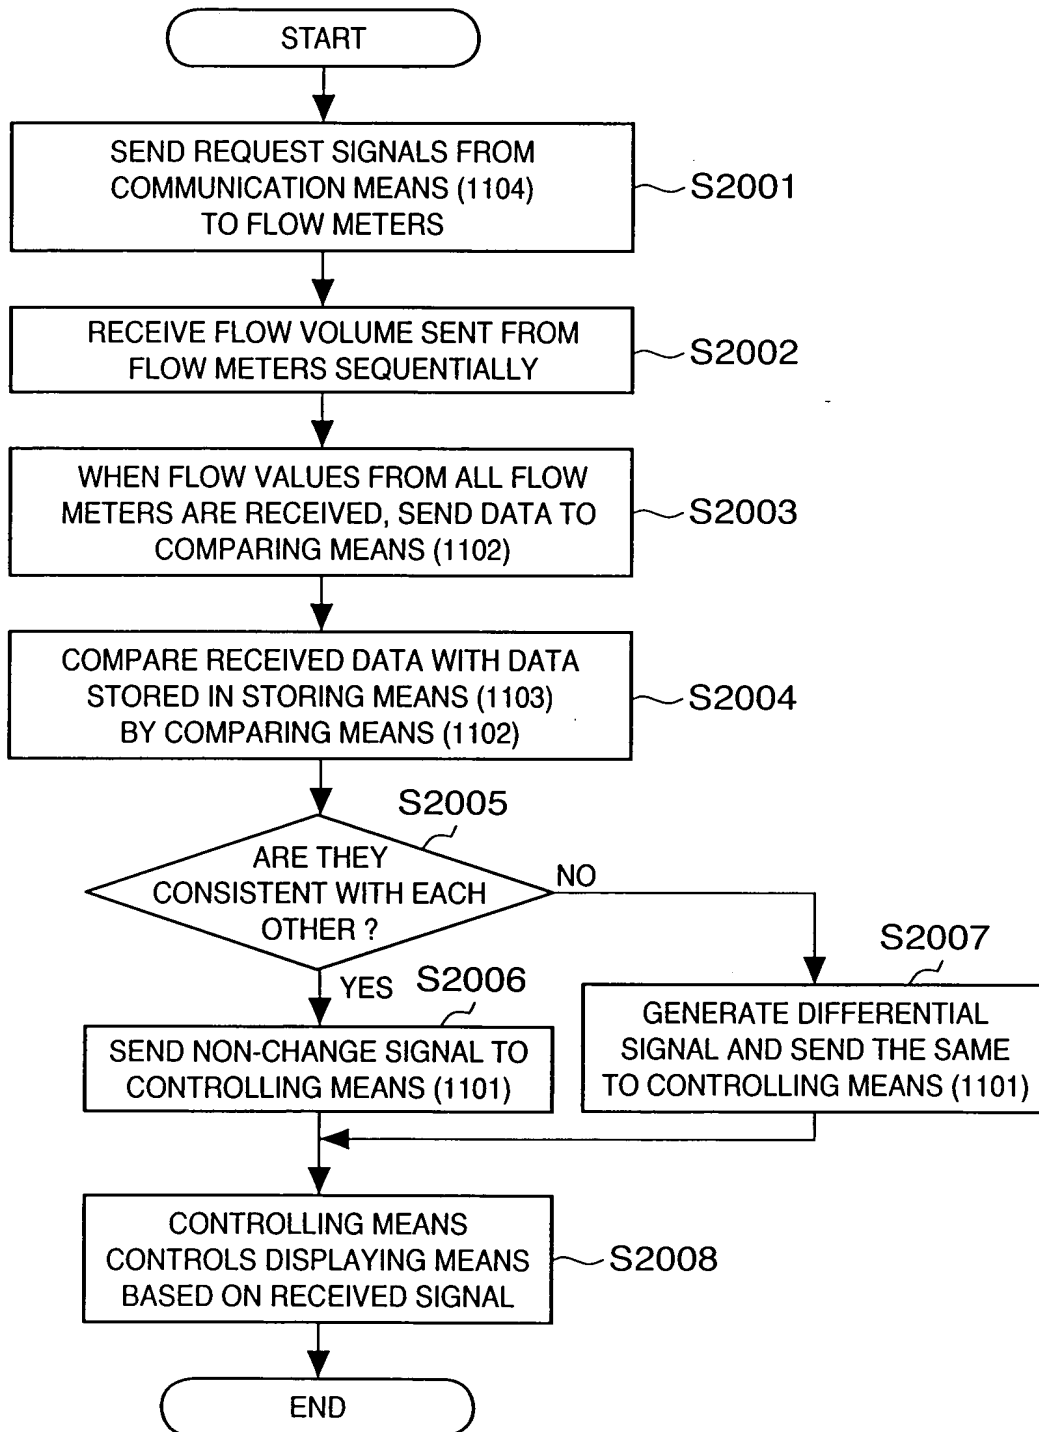 START
SEND REQUEST SIGNALS FROM
COMMUNICATION MEANS (1104)
TO FLOW METERS
S2001
RECEIVE FLOW VOLUME SENT FROM
FLOW METERS SEQUENTIALLY
S2002
WHEN FLOW VALUES FROM ALL FLOW
METERS ARE RECEIVED, SEND DATA TO
COMPARING MEANS (1102)
S2003
COMPARE RECEIVED DATA WITH DATA
STORED IN STORING MEANS (1103)
BY COMPARING MEANS (1102)
S2004
S2005
ARE THEY
CONSISTENT WITH EACH
OTHER ?
NO
YES
S2006
SEND NON-CHANGE SIGNAL TO
CONTROLLING MEANS (1101)
S2007
GENERATE DIFFERENTIAL
SIGNAL AND SEND THE SAME
TO CONTROLLING MEANS (1101)
CONTROLLING MEANS
CONTROLS DISPLAYING MEANS
BASED ON RECEIVED SIGNAL
S2008
END